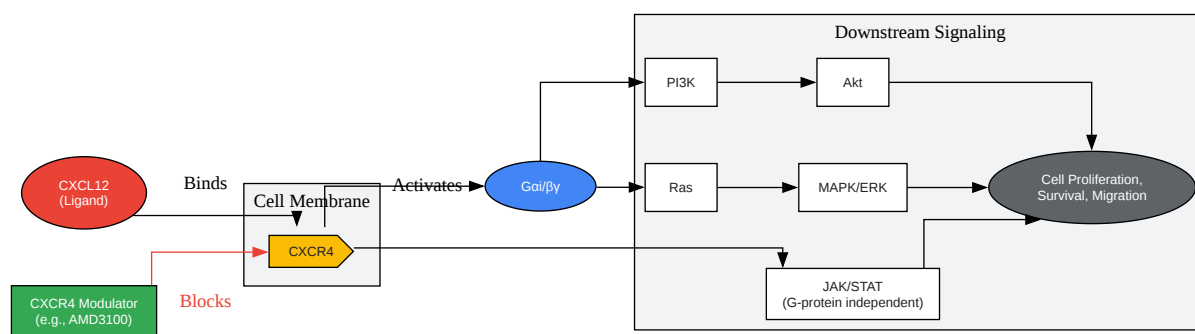 Downstream Signaling
PI3K
Akt
CXCL12
(Ligand)
Binds
Cell Membrane
Activates
Gαi/βγ
Ras
MAPK/ERK
Cell Proliferation,
Survival, Migration
CXCR4
JAK/STAT
(G-protein independent)
CXCR4 Modulator
(e.g., AMD3100)
Blocks